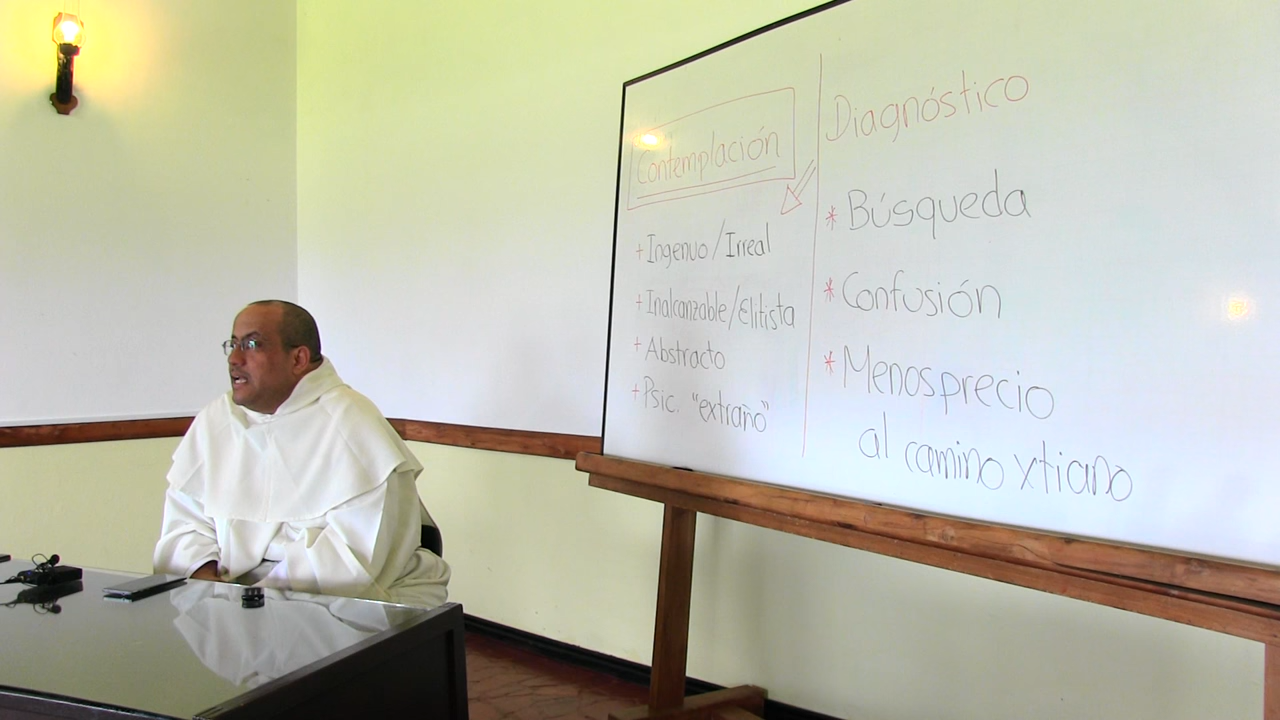 Contemplación
+ Ingenuo/Irreal
+ Inalcanzable/Elitista
+ Abstracto
+ Psic. "extraño"
Diagnóstico
* Búsqueda
* Confusión
* Menosprecio
al camino xtiano